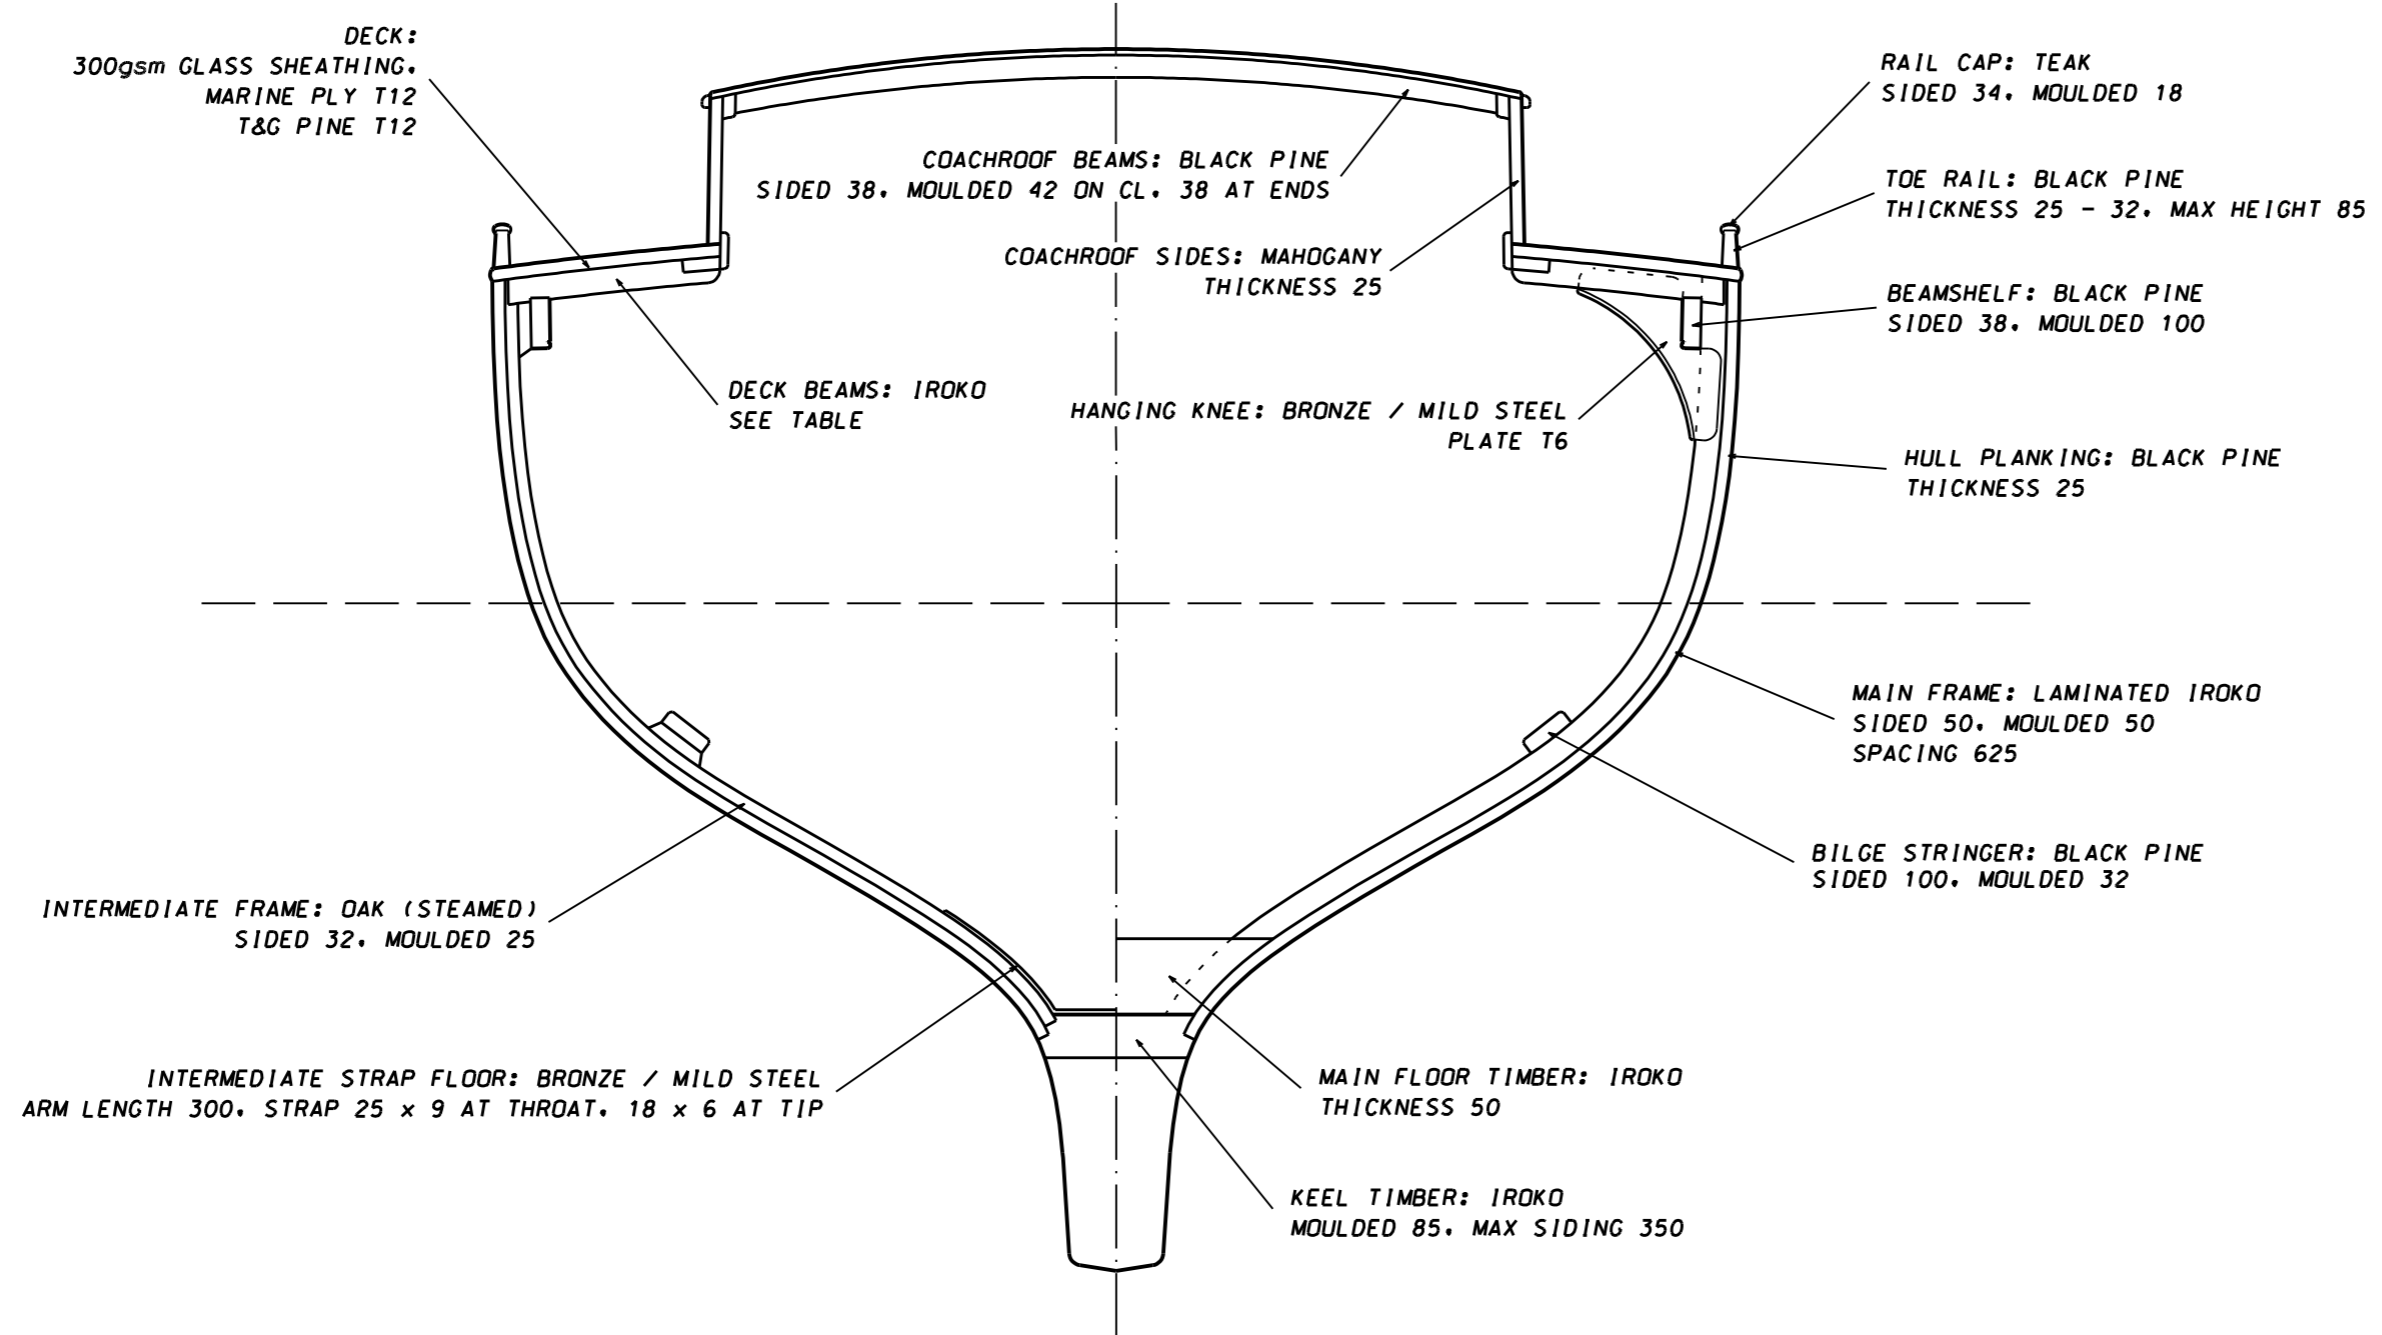 DECK:
300gsm GLASS SHEATHING.
MARINE PLY T12
T&G PINE T12
RAIL CAP: TEAK
SIDED 34. MOULDED 18
COACHROOF BEAMS: BLACK PINE
SIDED 38. MOULDED 42 ON CL. 38 AT ENDS
TOE RAIL: BLACK PINE
THICKNESS 25 - 32. MAX HEIGHT 85
COACHROOF SIDES: MAHOGANY
THICKNESS 25
BEAMSHELF: BLACK PINE
SIDED 38. MOULDED 100
DECK BEAMS: IROKO
SEE TABLE
HANGING KNEE: BRONZE / MILD STEEL
PLATE T6
HULL PLANKING: BLACK PINE
THICKNESS 25
MAIN FRAME: LAMINATED IROKO
SIDED 50. MOULDED 50
SPACING 625
BILGE STRINGER: BLACK PINE
SIDED 100. MOULDED 32
INTERMEDIATE FRAME: OAK (STEAMED)
SIDED 32. MOULDED 25
INTERMEDIATE STRAP FLOOR: BRONZE / MILD STEEL
ARM LENGTH 300. STRAP 25 x 9 AT THROAT. 18 x 6 AT TIP
MAIN FLOOR TIMBER: IROKO
THICKNESS 50
KEEL TIMBER: IROKO
MOULDED 85. MAX SIDING 350